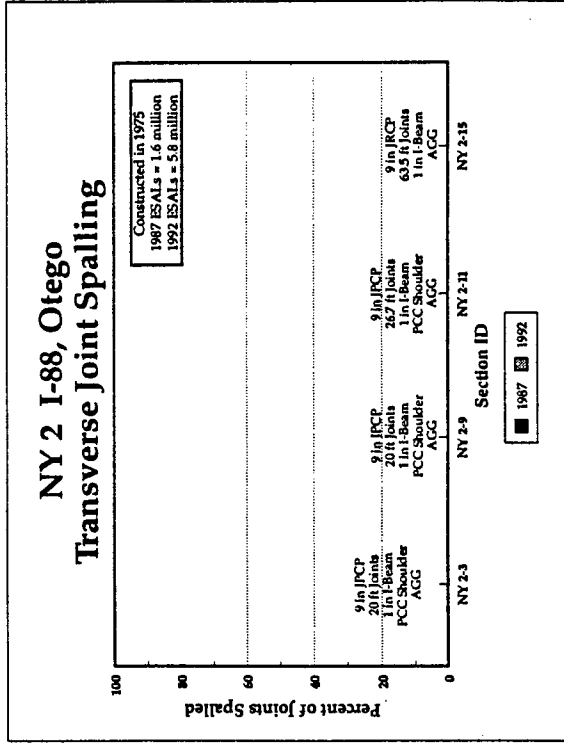 NY 2 I-88, Otego
Transverse Joint Spalling
Constructed in 1975
1987 ESALs = 1.6 million
1992 ESALs = 5.8 million
Percent of Joints Spalled
100
80
60
40
20
0
9 in JPCP
20 ft Joints
1 in I-Beam
PCC Shoulder
AGG
9 in JPCP
20 ft Joints
1 in I-Beam
PCC Shoulder
AGG
9 in JPCP
26.7 ft Joints
1 in I-Beam
PCC Shoulder
AGG
9 in JRCP
63.5 ft Joints
1 in I-Beam
AGG
NY 2-3
NY 2-9
NY 2-11
NY 2-15
Section ID
1987 1992